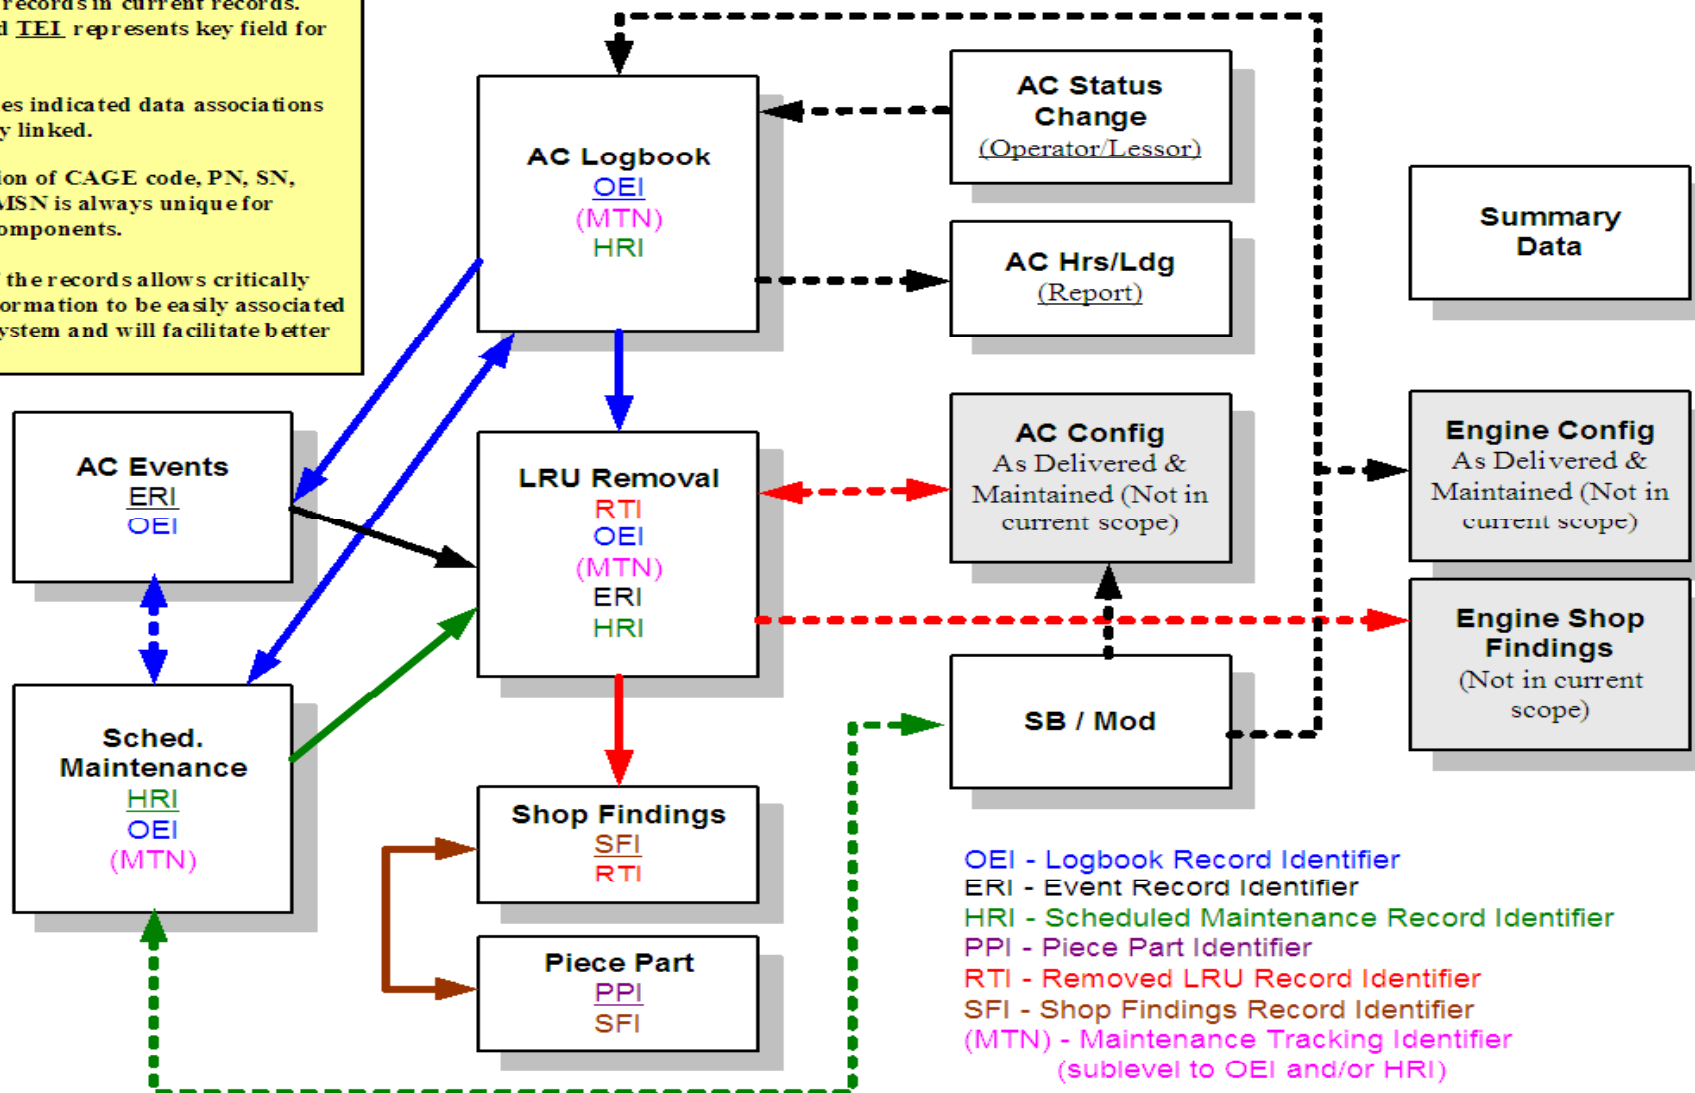 records in current records.
d TEI represents key field for
es indicated data associations
y linked.
ion of CAGE code, PN, SN,
MSN is always unique for
omponents.
f the records allows critically
formation to be easily associated
ystem and will facilitate better
AC Logbook
OEI
(MTN)
HRI
AC Status
Change
(Operator/Lessor)
AC Hrs/Ldg
(Report)
Summary
Data
AC Events
ERI
OEI
LRU Removal
RTI
OEI
(MTN)
ERI
HRI
AC Config
As Delivered &
Maintained (Not in
current scope)
Engine Config
As Delivered &
Maintained (Not in
current scope)
Engine Shop
Findings
(Not in current
scope)
Sched.
Maintenance
HRI
OEI
(MTN)
SB / Mod
Shop Findings
SFI
RTI
Piece Part
PPI
SFI
OEI - Logbook Record Identifier
ERI - Event Record Identifier
HRI - Scheduled Maintenance Record Identifier
PPI - Piece Part Identifier
RTI - Removed LRU Record Identifier
SFI - Shop Findings Record Identifier
(MTN) - Maintenance Tracking Identifier
(sublevel to OEI and/or HRI)